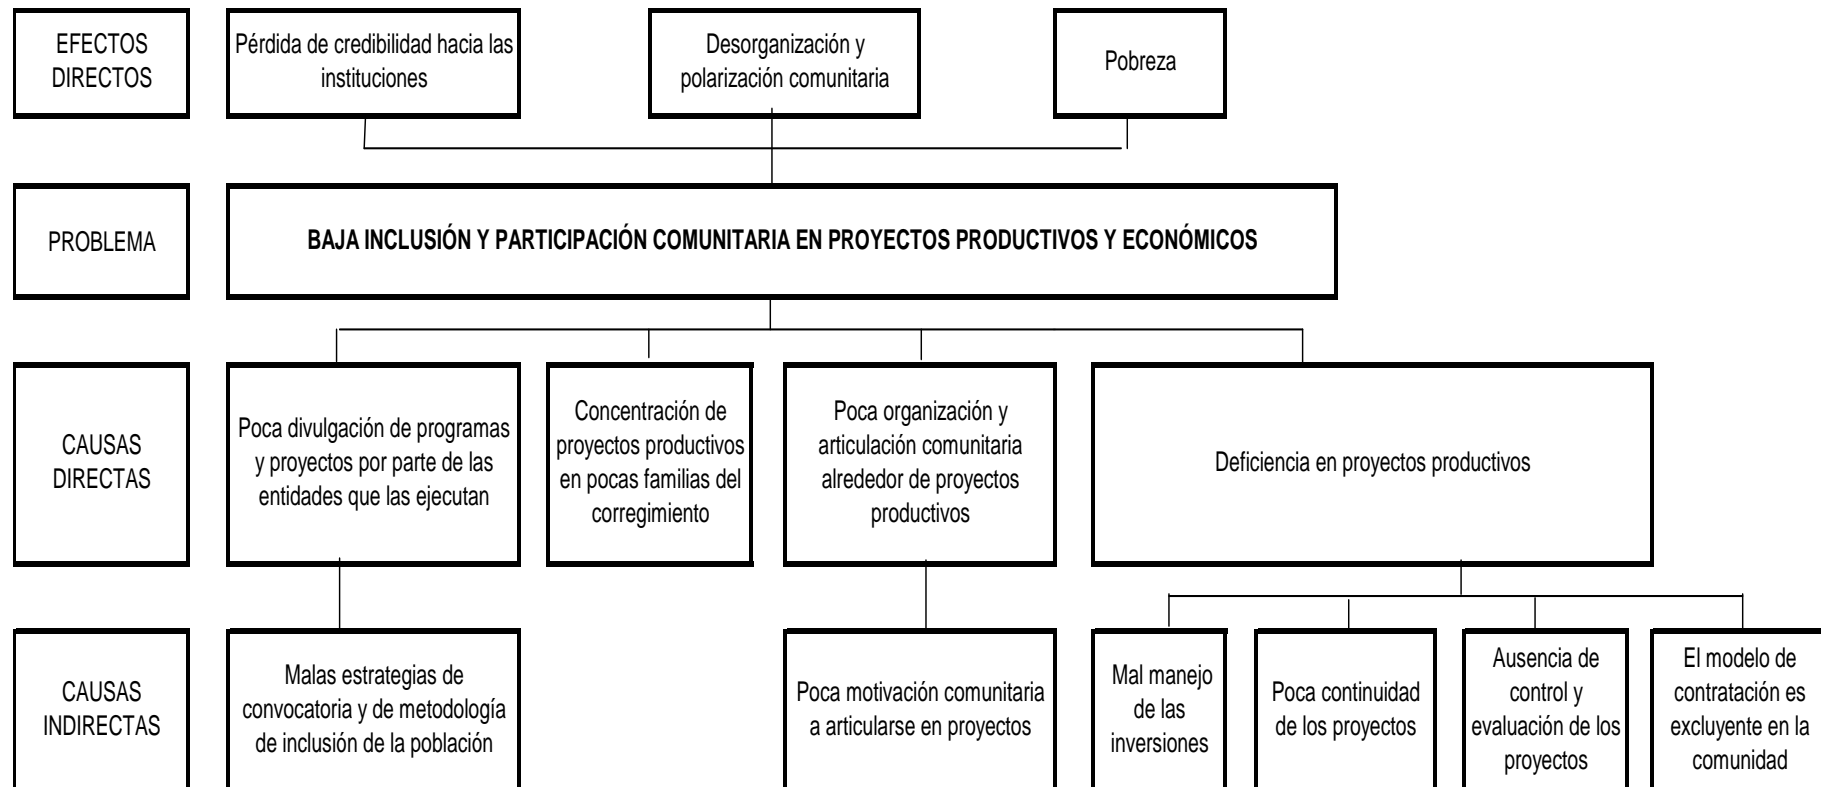 EFECTOS
DIRECTOS
Pérdida de credibilidad hacia las
instituciones
Desorganización y
polarización comunitaria
Pobreza
PROBLEMA
BAJA INCLUSIÓN Y PARTICIPACIÓN COMUNITARIA EN PROYECTOS PRODUCTIVOS Y ECONÓMICOS
CAUSAS
DIRECTAS
Poca divulgación de programas
y proyectos por parte de las
entidades que las ejecutan
Concentración de
proyectos productivos
en pocas familias del
corregimiento
Poca organización y
articulación comunitaria
alrededor de proyectos
productivos
Deficiencia en proyectos productivos
CAUSAS
INDIRECTAS
Malas estrategias de
convocatoria y de metodología
de inclusión de la población
Poca motivación comunitaria
a articularse en proyectos
Mal manejo
de las
inversiones
Poca continuidad
de los proyectos
Ausencia de
control y
evaluación de los
proyectos
El modelo de
contratación es
excluyente en la
comunidad